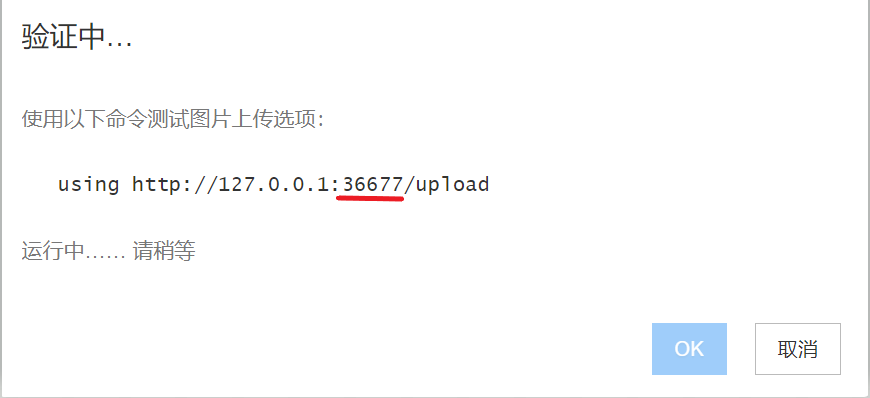 验证中...
使用以下命令测试图片上传选项:
using http://127.0.0.1:36677/upload
运行中...... 请稍等
OK
取消